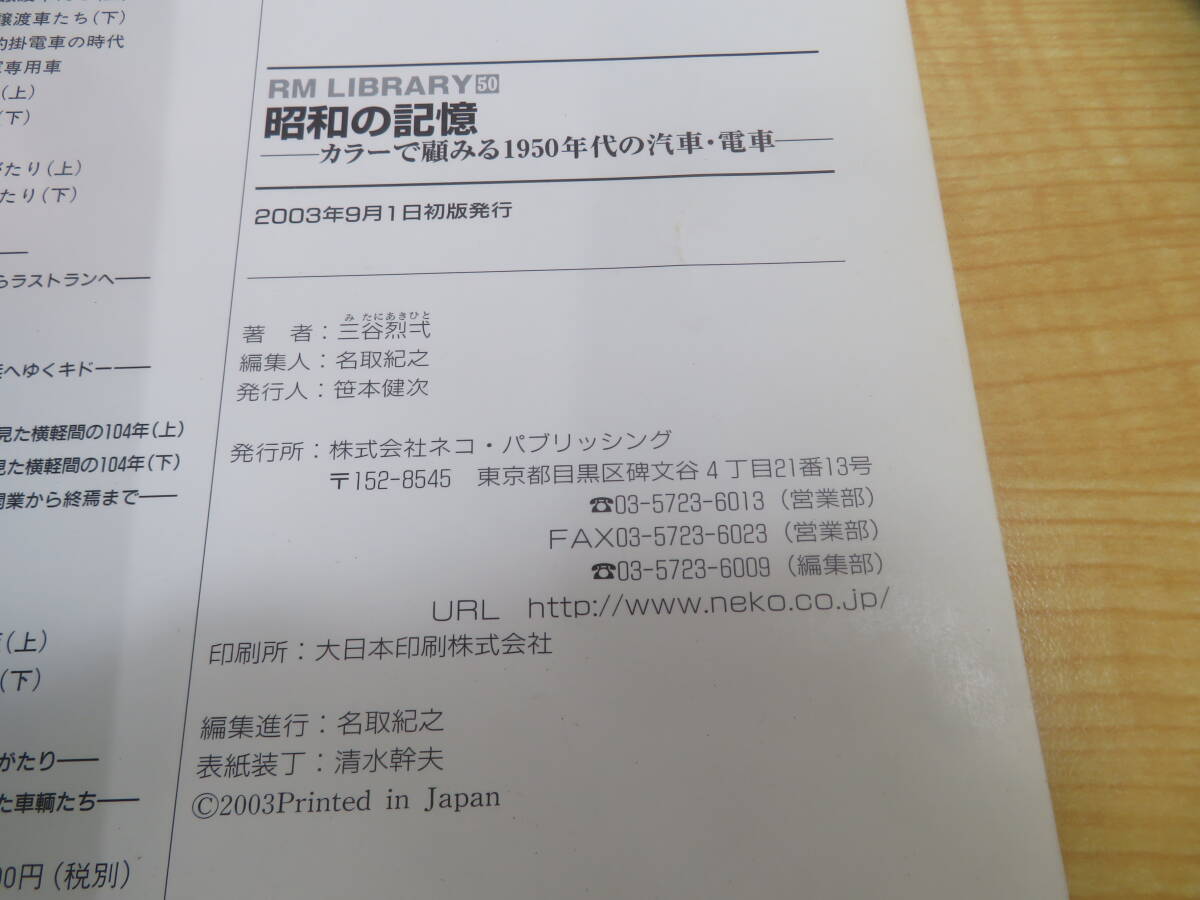 譲渡車たち(下)
釣掛電車の時代
専用車
(上)
(下)
がたり(上)
たり(下)
らラストランへ──
へゆくキドー──
見た横軽間の104年(上)
見た横軽間の104年(下)
開業から終焉まで──
(上)
(下)
がたり──
た車輌たち──
00円(税別)
RM LIBRARY 50
昭和の記憶
──カラーで顧みる1950年代の汽車・電車──
2003年9月1日初版発行
みたにあきひと
著　者：三谷烈弌
編集人：名取紀之
発行人：笹本健次
発行所：株式会社ネコ・パブリッシング
〒152-8545　東京都目黒区碑文谷4丁目21番13号
☎03-5723-6013（営業部）
FAX03-5723-6023（営業部）
☎03-5723-6009（編集部）
URL　http://www.neko.co.jp/
印刷所：大日本印刷株式会社
編集進行：名取紀之
表紙装丁：清水幹夫
©2003Printed in Japan